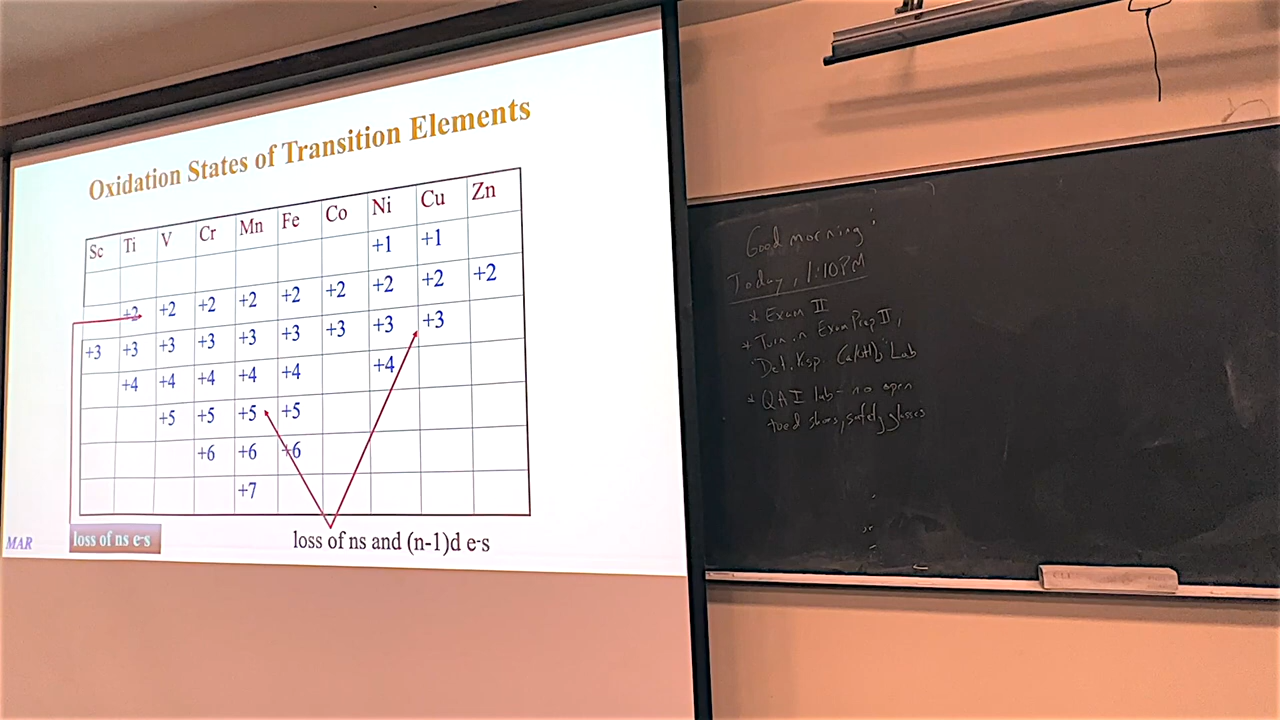 Oxidation States of Transition Elements
Sc Ti V Cr Mn Fe Co Ni Cu Zn
+1 +1
+2 +2 +2 +2 +2 +2 +2 +2 +2
+3 +3 +3 +3 +3 +3 +3 +3 +3
+4 +4 +4 +4 +4 +4
+5 +5 +5 +5
+6 +6 +6
+7
MAR
loss of ns e-s
loss of ns and (n-1)d e-s
Good morning!
Today, 1:10PM
* Exam II
* Turn in Exam Prep II,
"Det. Ksp Ca(OH)2" Lab
* QA I lab - no open
toed shoes, safety glasses